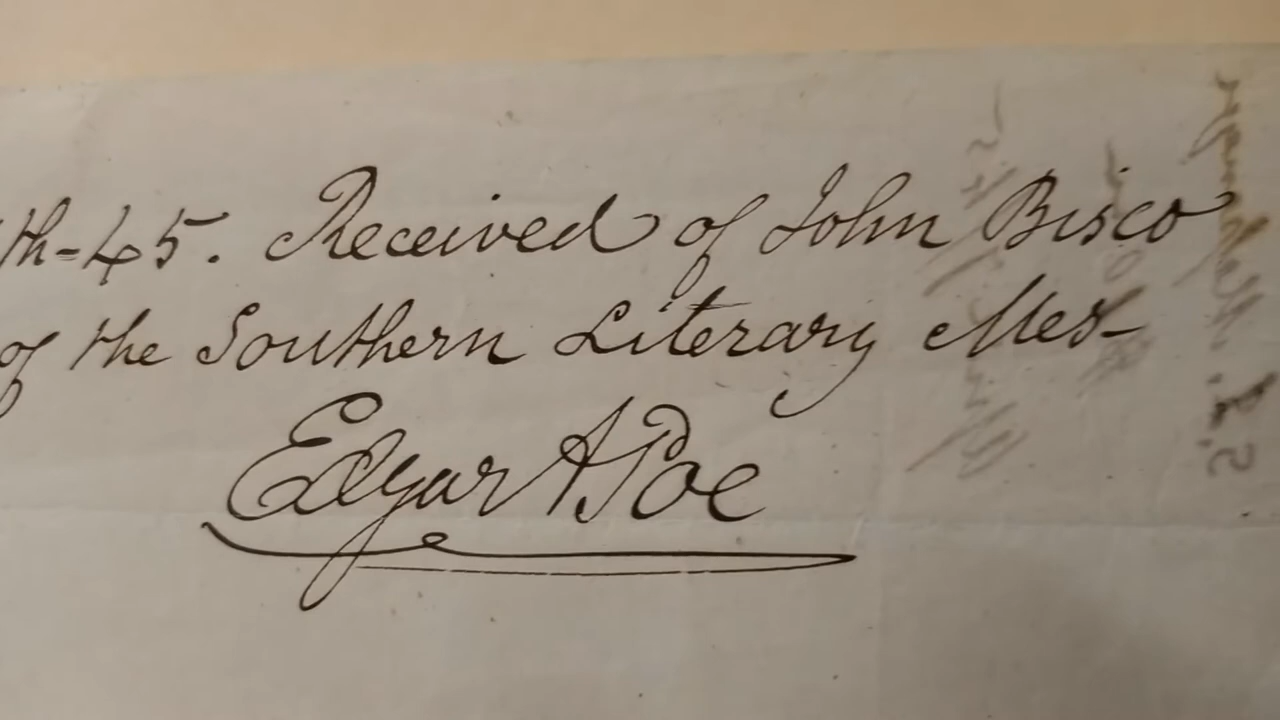 th-45. Received of John Bisco
of the Southern Literary Mes-
Edgar A Poe